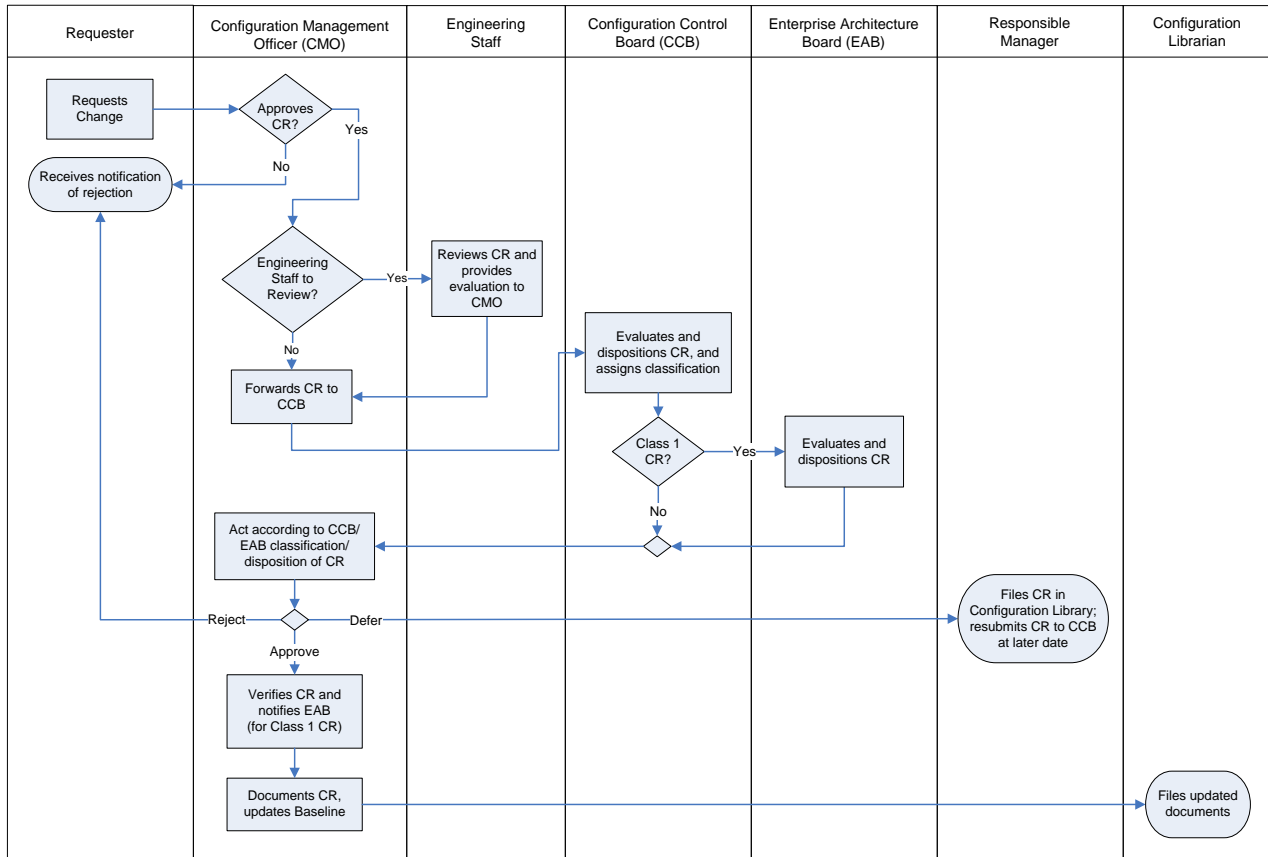 Requester
Configuration Management
Officer (CMO)
Engineering
Staff
Configuration Control
Board (CCB)
Enterprise Architecture
Board (EAB)
Responsible
Manager
Configuration
Librarian
Requests
Change
Approves
CR?
Yes
No
Receives notification
of rejection
Engineering
Staff to
Review?
Yes
Reviews CR and
provides
evaluation to
CMO
No
Forwards CR to
CCB
Evaluates and
dispositions CR, and
assigns classification
Class 1
CR?
Yes
Evaluates and
dispositions CR
No
Act according to CCB/
EAB classification/
disposition of CR
Reject
Defer
Files CR in
Configuration Library;
resubmits CR to CCB
at later date
Approve
Verifies CR and
notifies EAB
(for Class 1 CR)
Documents CR,
updates Baseline
Files updated
documents